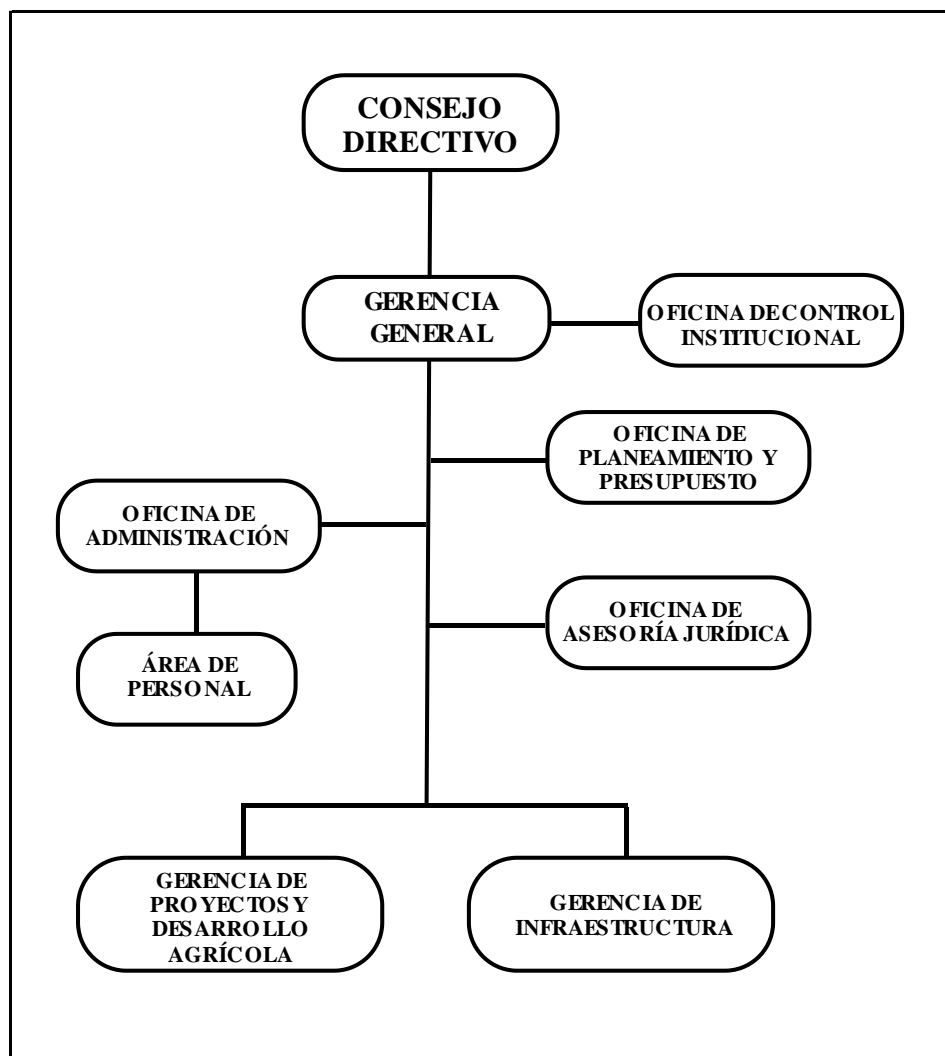 CONSEJO
DIRECTIVO
GERENCIA
GENERAL
OFICINA DE CONTROL
INSTITUCIONAL
OFICINA DE
PLANEAMIENTO Y
PRESUPUESTO
OFICINA DE
ADMINISTRACIÓN
OFICINA DE
ASESORÍA JURÍDICA
ÁREA DE
PERSONAL
GERENCIA DE
PROYECTOS Y
DESARROLLO
AGRÍCOLA
GERENCIA DE
INFRAESTRUCTURA